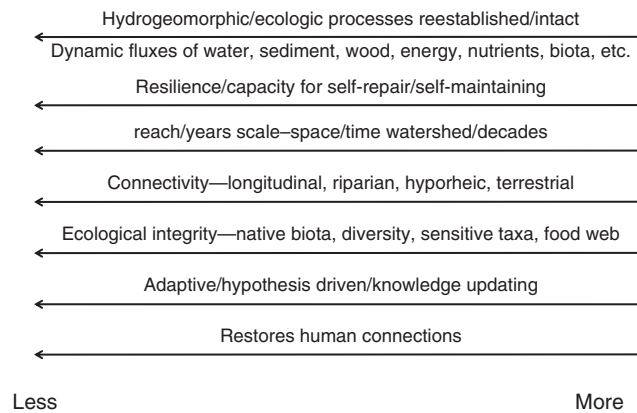 Hydrogeomorphic/ecologic processes reestablished/intact
Dynamic fluxes of water, sediment, wood, energy, nutrients, biota, etc.
Resilience/capacity for self-repair/self-maintaining
reach/years scale–space/time watershed/decades
Connectivity—longitudinal, riparian, hyporheic, terrestrial
Ecological integrity—native biota, diversity, sensitive taxa, food web
Adaptive/hypothesis driven/knowledge updating
Restores human connections
Less More